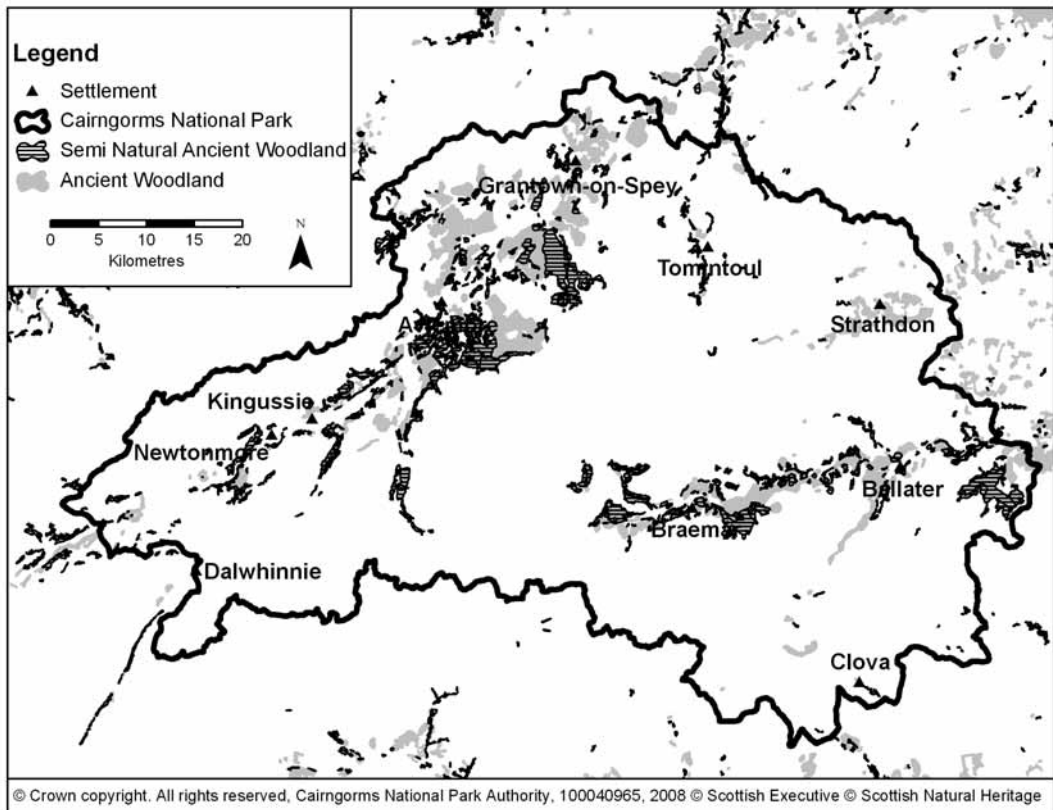 Legend
Settlement
Cairngorms National Park
Semi Natural Ancient Woodland
Ancient Woodland
0 5 10 15 20
Kilometres
N
Grantown-on-Spey
Tomintoul
Strathdon
Kingussie
Newtonmore
Ballater
Braemar
Dalwhinnie
Clova
© Crown copyright. All rights reserved, Cairngorms National Park Authority, 100040965, 2008 © Scottish Executive © Scottish Natural Heritage